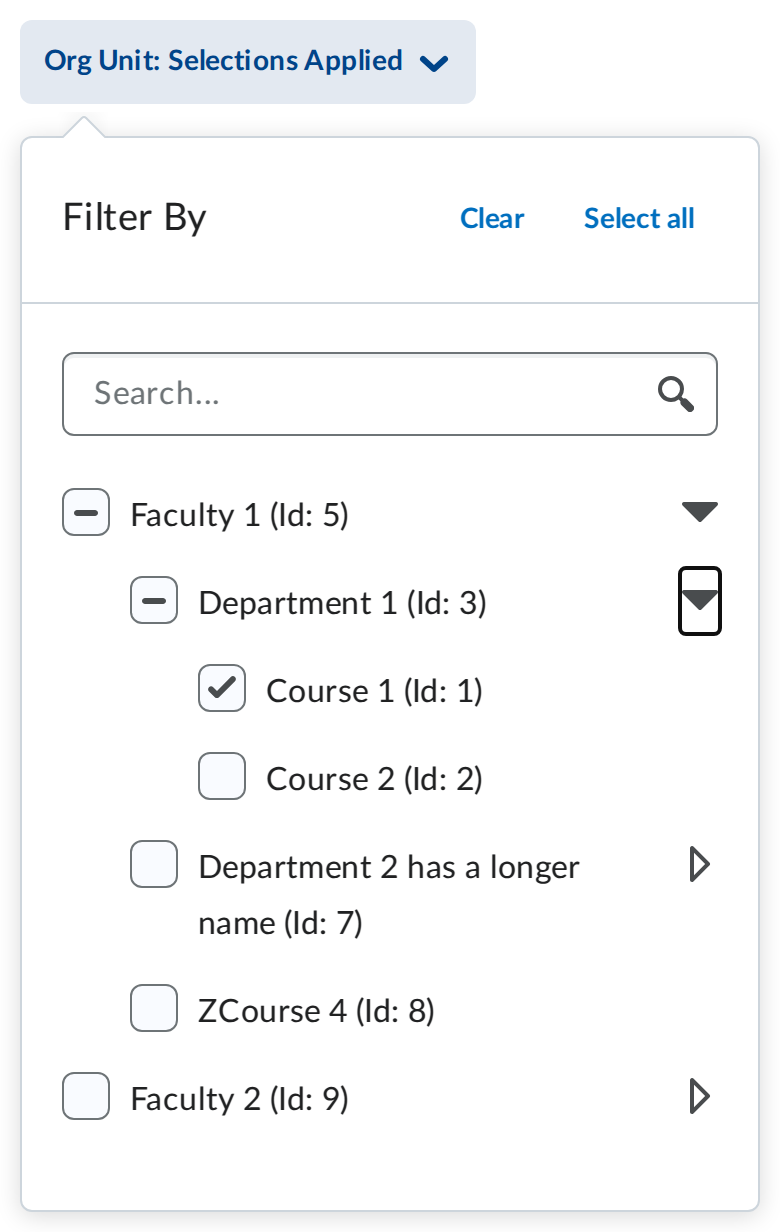 Org Unit: Selections Applied
Filter By
Clear
Select all
Search...
Faculty 1 (Id: 5)
Department 1 (Id: 3)
Course 1 (Id: 1)
Course 2 (Id: 2)
Department 2 has a longer
name (Id: 7)
ZCourse 4 (Id: 8)
Faculty 2 (Id: 9)